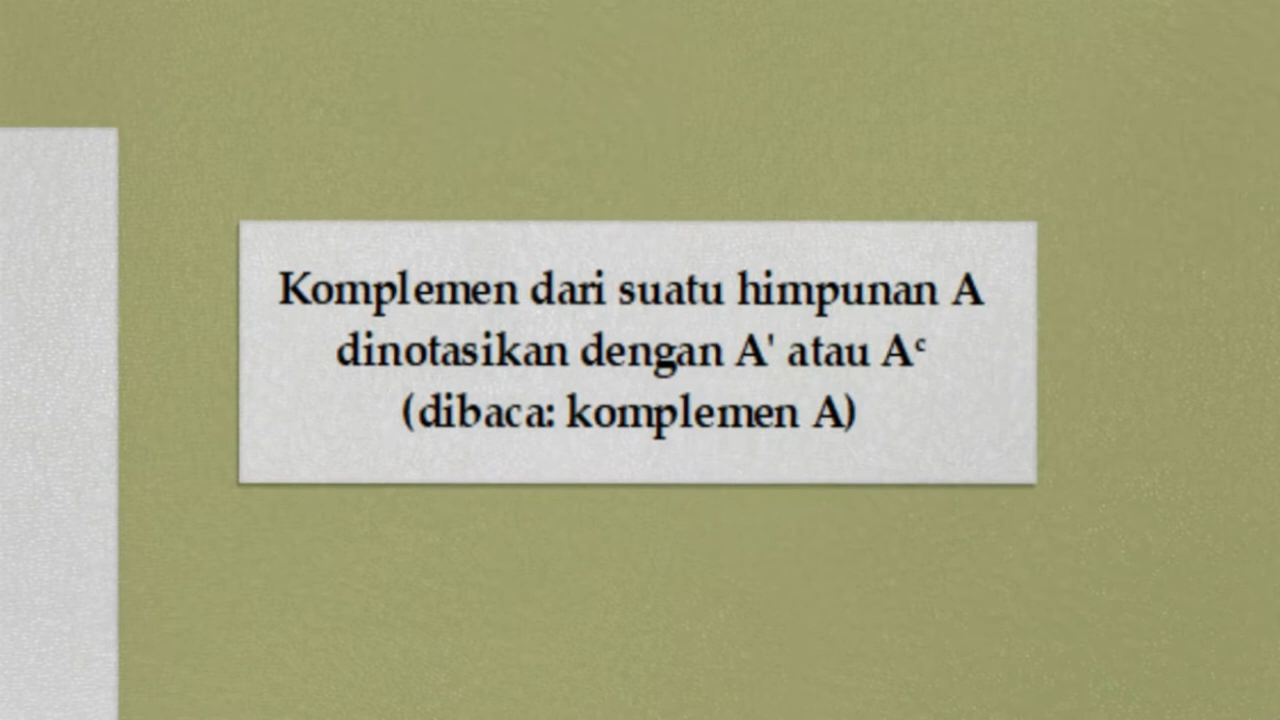 Komplemen dari suatu himpunan A
dinotasikan dengan A' atau Aᶜ
(dibaca: komplemen A)